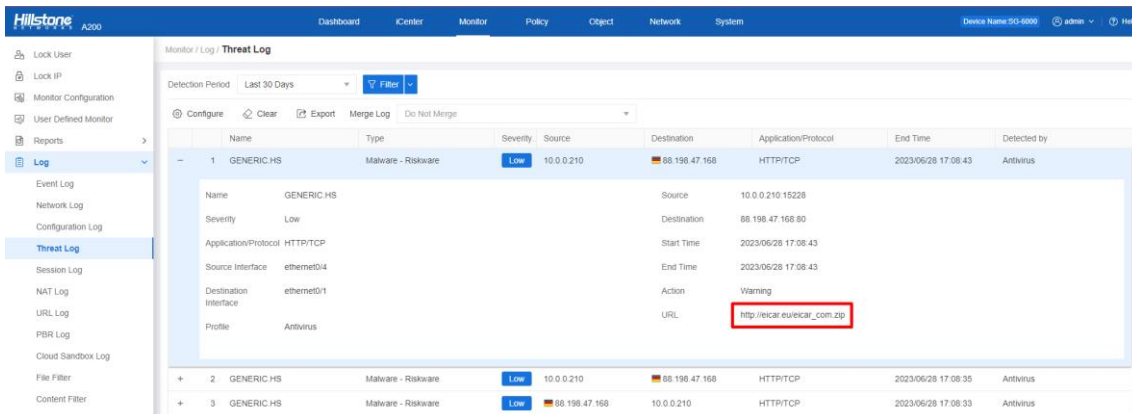 Hillstone NETWORKS A200 Dashboard iCenter Monitor Policy Object Network System Device Name:SG-6000 admin
Lock User
Lock IP
Monitor Configuration
User Defined Monitor
Reports
Log
Event Log
Network Log
Configuration Log
Threat Log
Session Log
NAT Log
URL Log
PBR Log
Cloud Sandbox Log
File Filter
Content Filter
Monitor / Log / Threat Log
Detection Period Last 30 Days Filter
Configure Clear Export Merge Log Do Not Merge
Name Type Severity Source Destination Application/Protocol End Time Detected by
1 GENERIC.HS Malware - Riskware Low 10.0.0.210 88.198.47.168 HTTP/TCP 2023/06/28 17:08:43 Antivirus
Name GENERIC.HS Source 10.0.0.210:15228
Severity Low Destination 88.198.47.168:80
Application/Protocol HTTP/TCP Start Time 2023/06/28 17:08:43
Source Interface ethernet0/4 End Time 2023/06/28 17:08:43
Destination Interface ethernet0/1 Action Warning
URL http://eicar.eu/eicar_com.zip
Profile Antivirus
2 GENERIC.HS Malware - Riskware Low 10.0.0.210 88.198.47.168 HTTP/TCP 2023/06/28 17:08:35 Antivirus
3 GENERIC.HS Malware - Riskware Low 88.198.47.168 10.0.0.210 HTTP/TCP 2023/06/28 17:08:33 Antivirus